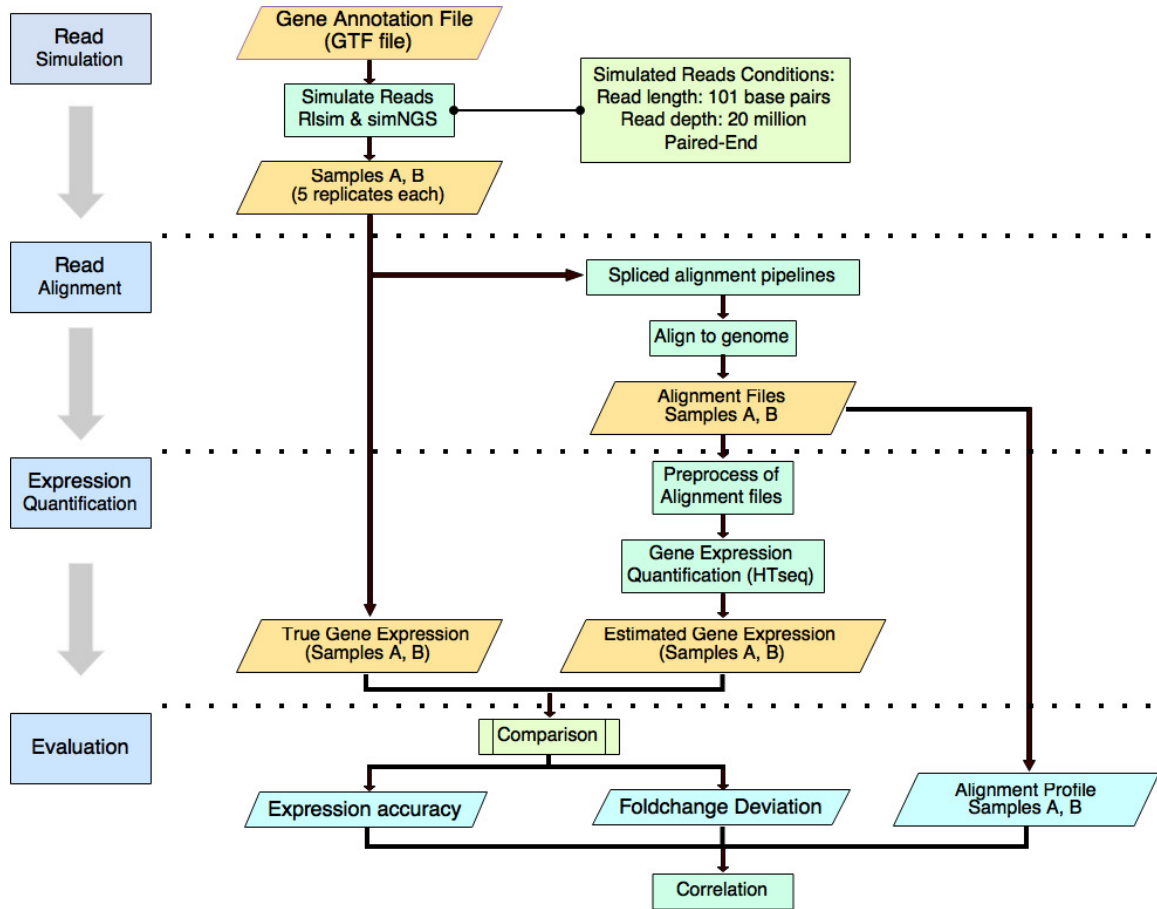 Read
Simulation
Gene Annotation File
(GTF file)
Simulate Reads
Rlsim & simNGS
Simulated Reads Conditions:
Read length: 101 base pairs
Read depth: 20 million
Paired-End
Samples A, B
(5 replicates each)
Read
Alignment
Spliced alignment pipelines
Align to genome
Alignment Files
Samples A, B
Expression
Quantification
Preprocess of
Alignment files
Gene Expression
Quantification (HTseq)
True Gene Expression
(Samples A, B)
Estimated Gene Expression
(Samples A, B)
Evaluation
Comparison
Expression accuracy
Foldchange Deviation
Alignment Profile
Samples A, B
Correlation